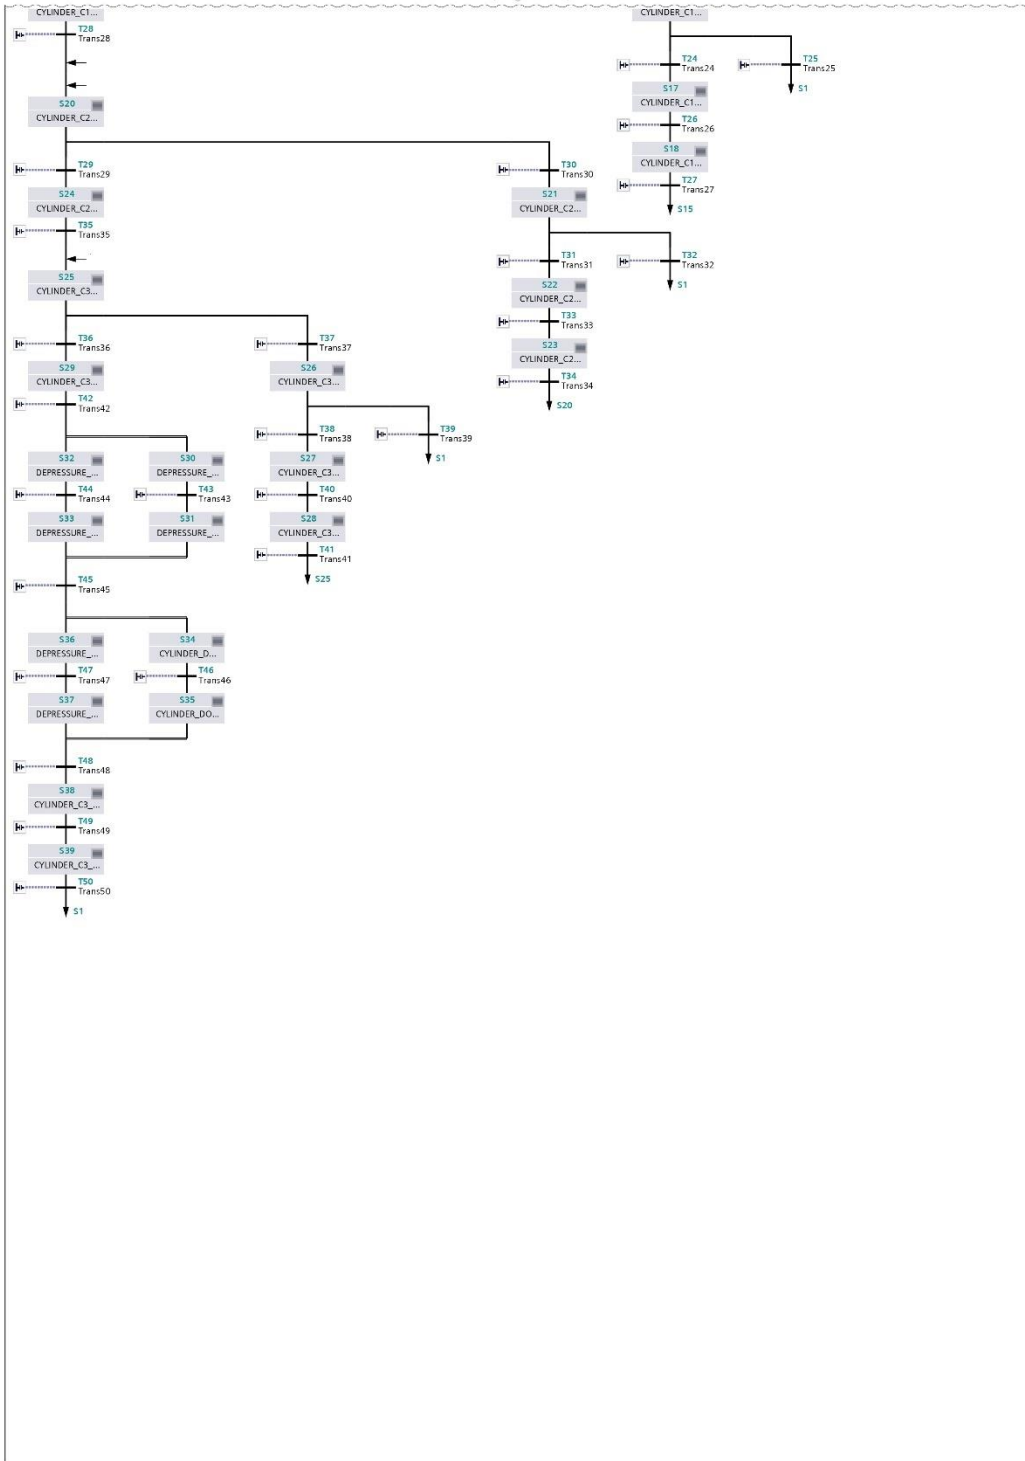 CYLINDER_C1...
T28
Trans28
S20
CYLINDER_C2...
T29
Trans29
S24
CYLINDER_C2...
T35
Trans35
S25
CYLINDER_C3...
T36
Trans36
S29
CYLINDER_C3...
T42
Trans42
S32
DEPRESSURE_...
T44
Trans44
S33
DEPRESSURE_...
S30
DEPRESSURE_...
T43
Trans43
S31
DEPRESSURE_...
T45
Trans45
S36
DEPRESSURE_...
T47
Trans47
S37
DEPRESSURE_...
S34
CYLINDER_D...
T46
Trans46
S35
CYLINDER_DO...
T48
Trans48
S38
CYLINDER_C3_...
T49
Trans49
S39
CYLINDER_C3_...
T50
Trans50
S1
T37
Trans37
S26
CYLINDER_C3...
T38
Trans38
S27
CYLINDER_C3...
T40
Trans40
S28
CYLINDER_C3...
T41
Trans41
S25
T39
Trans39
S1
T30
Trans30
S21
CYLINDER_C2...
T31
Trans31
S22
CYLINDER_C2...
T33
Trans33
S23
CYLINDER_C2...
T34
Trans34
S20
T32
Trans32
S1
CYLINDER_C1...
T24
Trans24
S17
CYLINDER_C1...
T26
Trans26
S18
CYLINDER_C1...
T27
Trans27
S15
T25
Trans25
S1